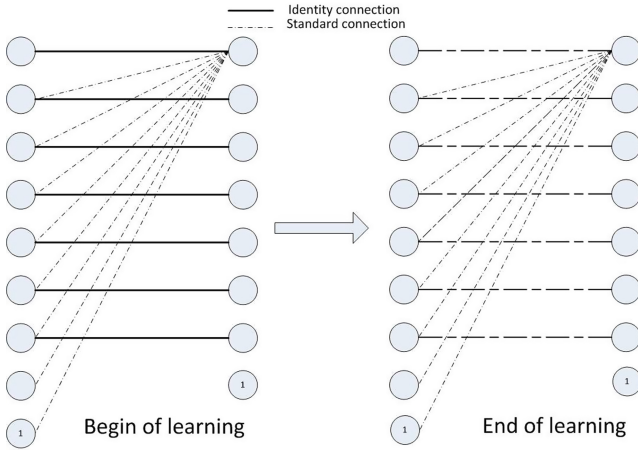 Identity connection
Standard connection
1
1
1
1
Begin of learning
End of learning